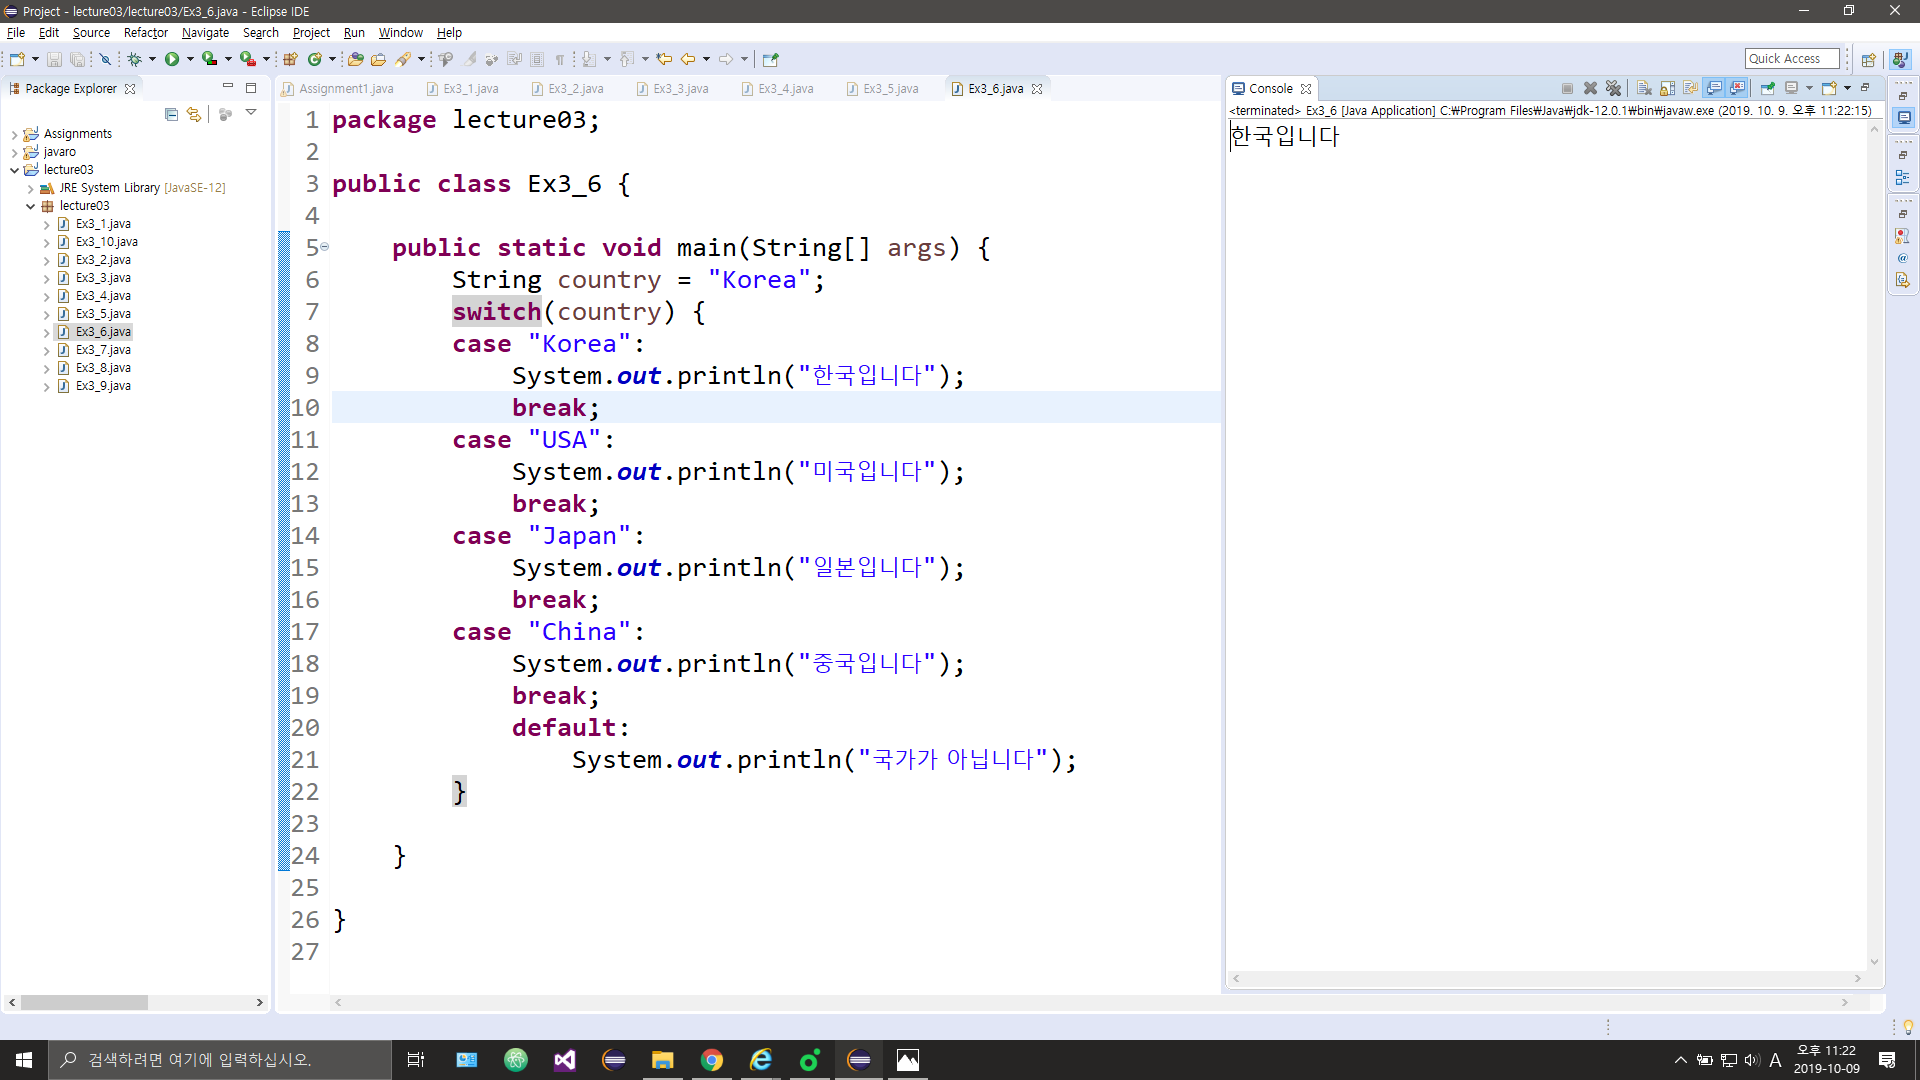 Project - lecture03/lecture03/Ex3_6.java - Eclipse IDE
File Edit Source Refactor Navigate Search Project Run Window Help
Quick Access
Package Explorer
Assignments
javaro
lecture03
JRE System Library [JavaSE-12]
lecture03
Ex3_1.java
Ex3_10.java
Ex3_2.java
Ex3_3.java
Ex3_4.java
Ex3_5.java
Ex3_6.java
Ex3_7.java
Ex3_8.java
Ex3_9.java
Assignment1.java Ex3_1.java Ex3_2.java Ex3_3.java Ex3_4.java Ex3_5.java Ex3_6.java
1 package lecture03;
2
3 public class Ex3_6 {
4
5 public static void main(String[] args) {
6 String country = "Korea";
7 switch(country) {
8 case "Korea":
9 System.out.println("한국입니다");
10 break;
11 case "USA":
12 System.out.println("미국입니다");
13 break;
14 case "Japan":
15 System.out.println("일본입니다");
16 break;
17 case "China":
18 System.out.println("중국입니다");
19 break;
20 default:
21 System.out.println("국가가 아닙니다");
22 }
23
24 }
25
26 }
27
Console
<terminated> Ex3_6 [Java Application] C:₩Program Files₩Java₩jdk-12.0.1₩bin₩javaw.exe (2019. 10. 9. 오후 11:22:15)
한국입니다
검색하려면 여기에 입력하십시오.
A
오후 11:22
2019-10-09